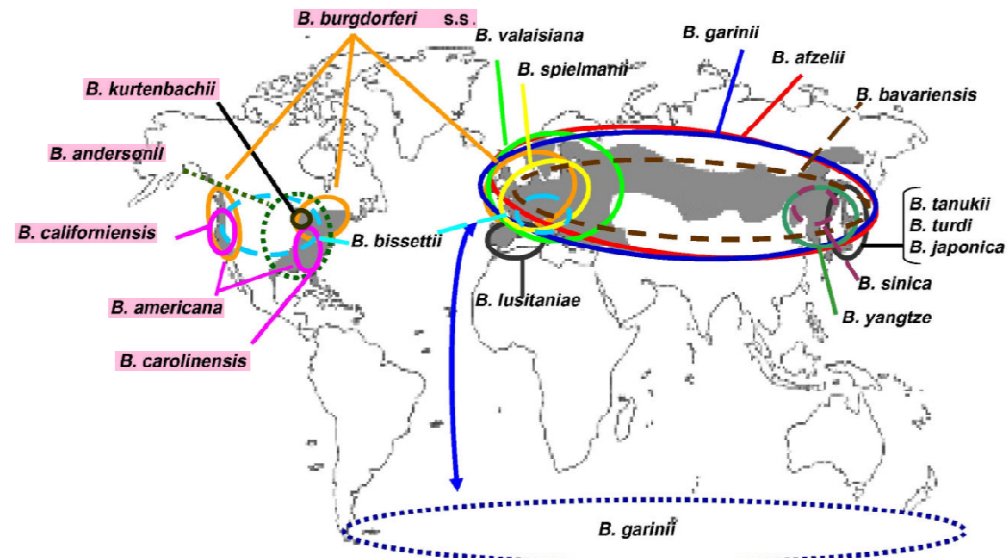 B. burgdorferi s.s.
B. valaisiana
B. garinii
B. spielmanii
B. afzelii
B. kurtenbachii
B. bavariensis
B. andersonii
B. californiensis
B. bissettii
B. tanukii
B. turdi
B. japonica
B. americana
B. lusitaniae
B. sinica
B. yangtze
B. carolinensis
B. garinii